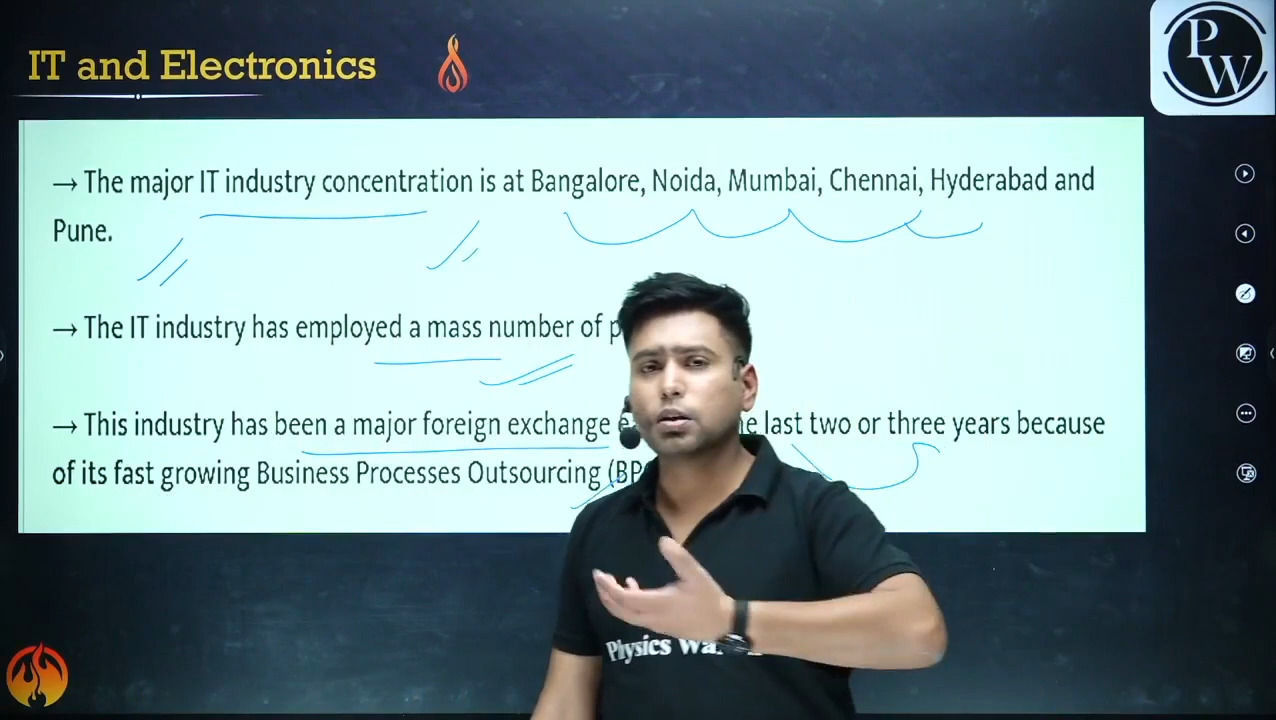 IT and Electronics
PW
→ The major IT industry concentration is at Bangalore, Noida, Mumbai, Chennai, Hyderabad and
Pune.
→ The IT industry has employed a mass number of
→ This industry has been a major foreign exchange last two or three years because
of its fast growing Business Processes Outsourcing (BP
Physics Wa